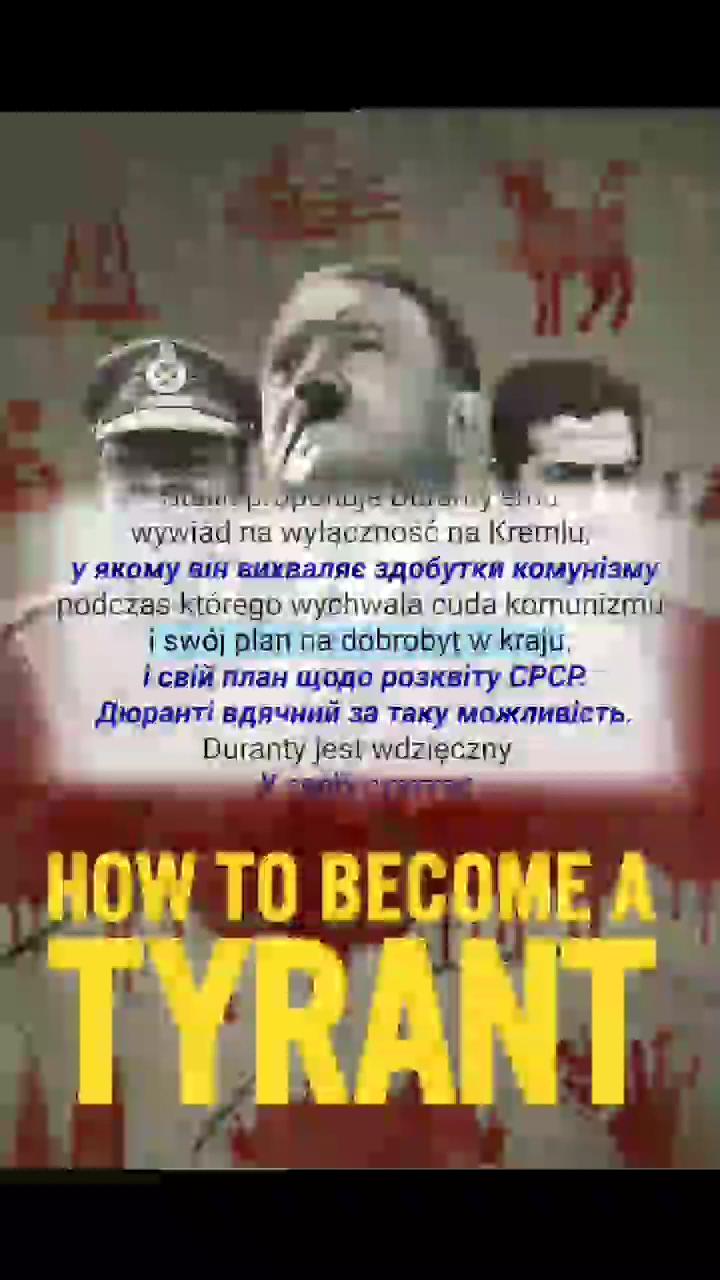 wywiad na wyłączność na Kremlu,
у якому він вихваляє здобутки комунізму
podczas którego wychwala cuda komunizmu
i swój plan na dobrobyt w kraju,
і свій план щодо розквіту СРСР.
Дюранті вдячний за таку можливість.
Duranty jest wdzięczny
HOW TO BECOME A
TYRANT